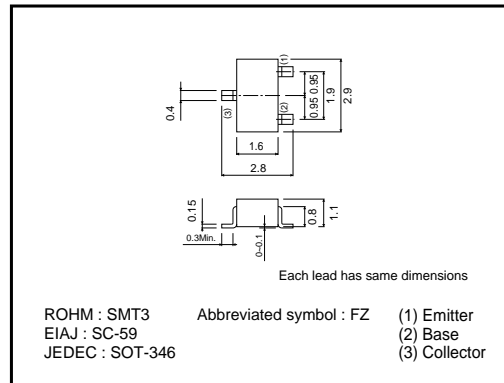 (1)
0.95
0.95
1.9
2.9
0.4
(3)
(2)
1.6
2.8
0.15
0.3Min.
0~0.1
0.8
1.1
Each lead has same dimensions
ROHM : SMT3 Abbreviated symbol : FZ (1) Emitter
EIAJ : SC-59 (2) Base
JEDEC : SOT-346 (3) Collector